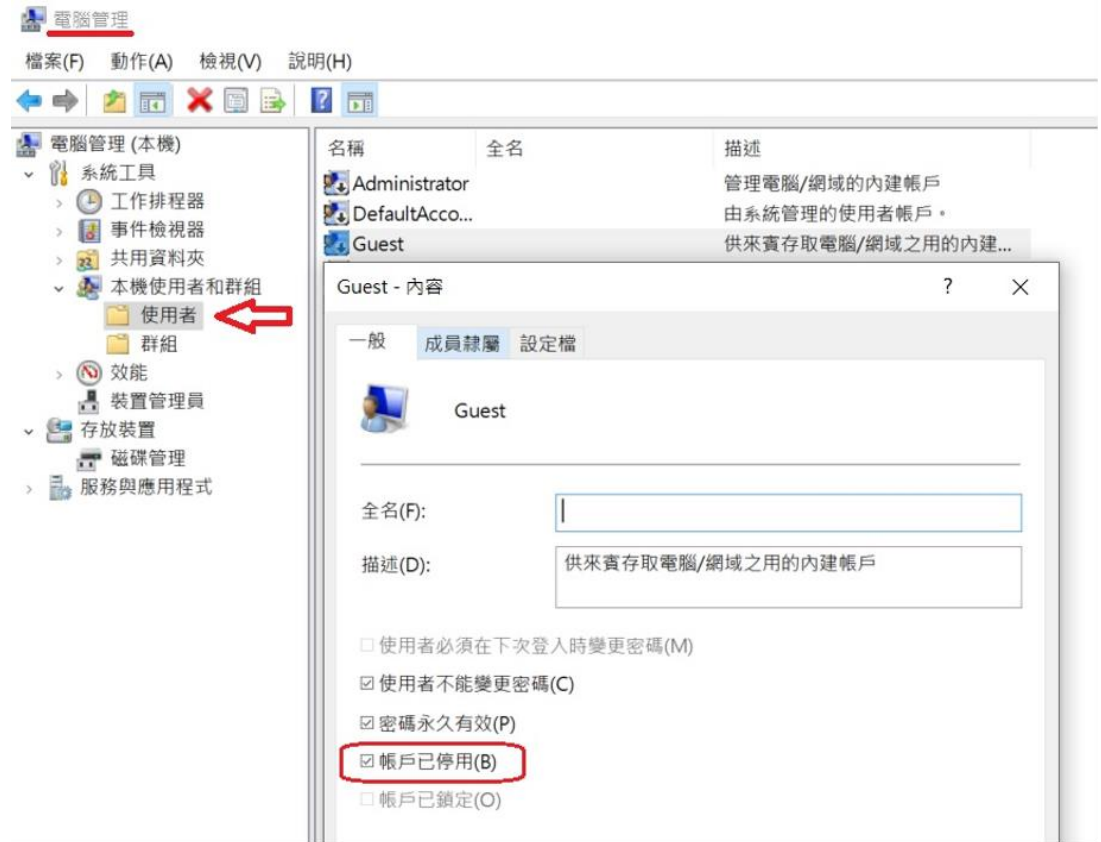 電腦管理
檔案(F) 動作(A) 檢視(V) 說明(H)
電腦管理 (本機)
系統工具
工作排程器
事件檢視器
共用資料夾
本機使用者和群組
使用者
群組
效能
裝置管理員
存放裝置
磁碟管理
服務與應用程式
名稱 全名 描述
Administrator 管理電腦/網域的內建帳戶
DefaultAcco... 由系統管理的使用者帳戶。
Guest 供來賓存取電腦/網域之用的內建...
Guest - 內容
一般 成員隸屬 設定檔
Guest
全名(F):
描述(D): 供來賓存取電腦/網域之用的內建帳戶
使用者必須在下次登入時變更密碼(M)
使用者不能變更密碼(C)
密碼永久有效(P)
帳戶已停用(B)
帳戶已鎖定(O)